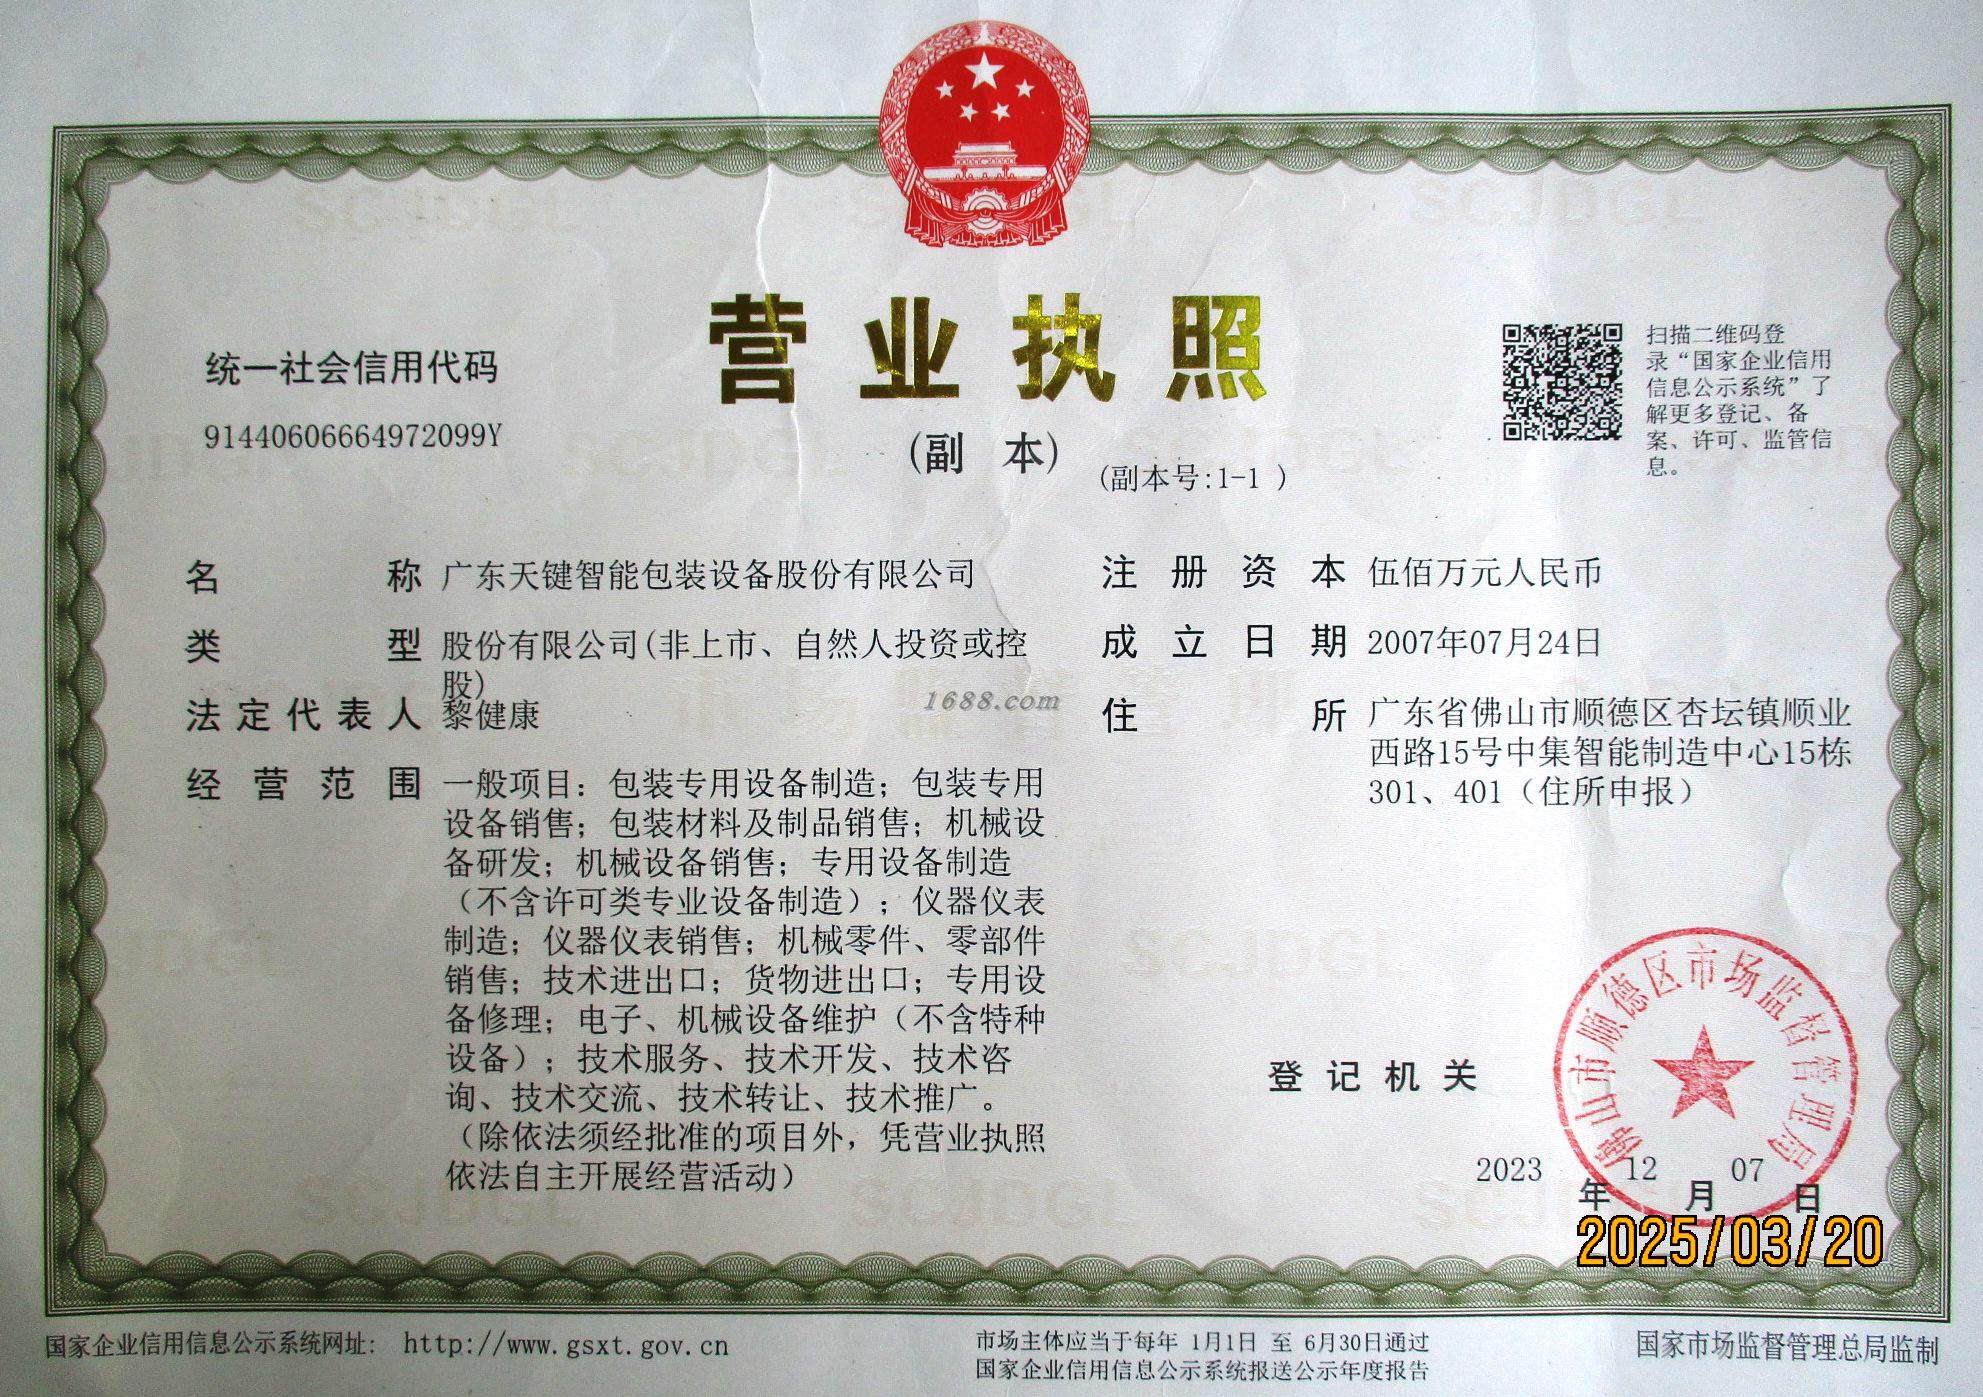 营业执照
(副 本)
(副本号:1-1 )
统一社会信用代码
91440606664972099Y
扫描二维码登
录“国家企业信用
信息公示系统”了
解更多登记、备
案、许可、监管信
息。
名 称 广东天键智能包装设备股份有限公司
类 型 股份有限公司(非上市、自然人投资或控
股)
法定代表人 黎健康
经营范围 一般项目：包装专用设备制造；包装专用
设备销售；包装材料及制品销售；机械设
备研发；机械设备销售；专用设备制造
（不含许可类专业设备制造）；仪器仪表
制造；仪器仪表销售；机械零件、零部件
销售；技术进出口；货物进出口；专用设
备修理；电子、机械设备维护（不含特种
设备）；技术服务、技术开发、技术咨
询、技术交流、技术转让、技术推广。
（除依法须经批准的项目外，凭营业执照
依法自主开展经营活动）
注册资本 伍佰万元人民币
成立日期 2007年07月24日
住 所 广东省佛山市顺德区杏坛镇顺业
西路15号中集智能制造中心15栋
301、401（住所申报）
1688.com
登记机关
佛山市顺德区市场监督管理局
2023年12月07日
2025/03/20
国家企业信用信息公示系统网址: http://www.gsxt.gov.cn
市场主体应当于每年 1月1日 至 6月30日通过
国家企业信用信息公示系统报送公示年度报告
国家市场监督管理总局监制